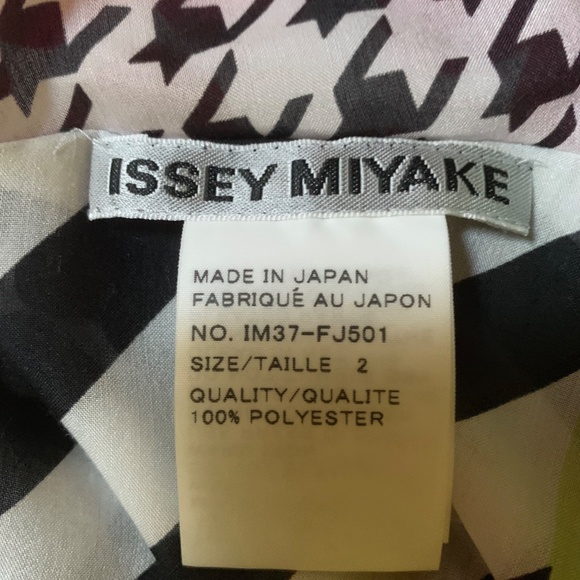 ISSEY MIYAKE
MADE IN JAPAN
FABRIQUÉ AU JAPON
NO. IM37-FJ501
SIZE/TAILLE 2
QUALITY/QUALITE
100% POLYESTER